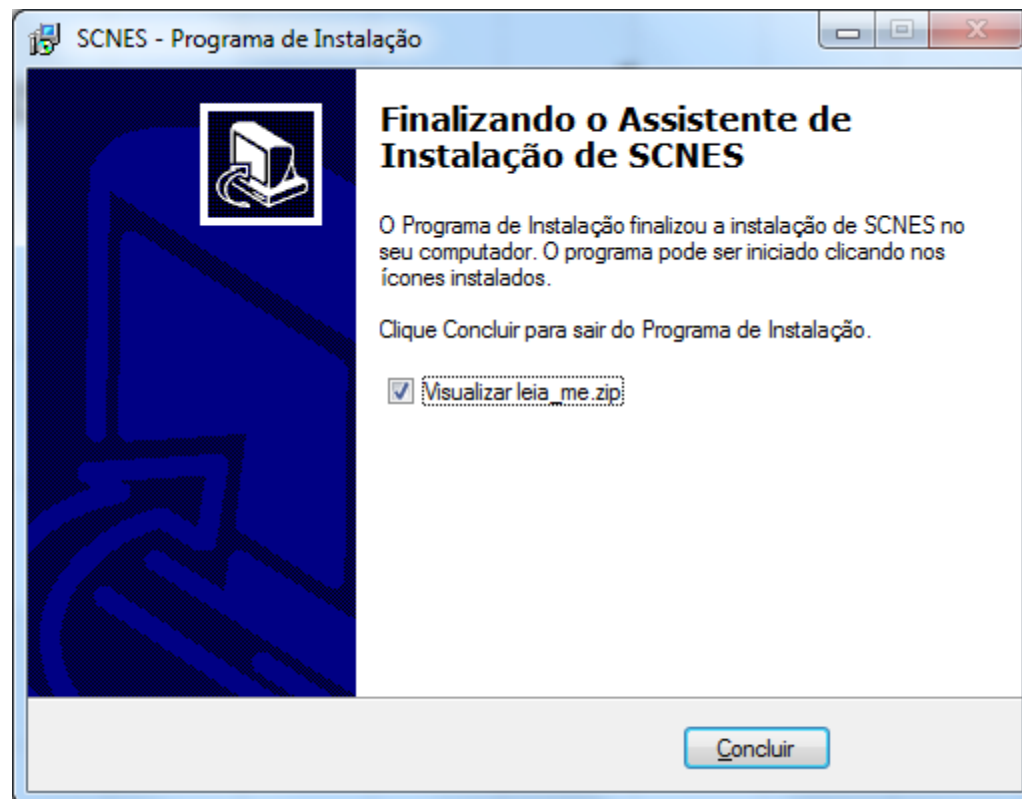 SCNES - Programa de Instalação
Finalizando o Assistente de
Instalação de SCNES
O Programa de Instalação finalizou a instalação de SCNES no
seu computador. O programa pode ser iniciado clicando nos
ícones instalados.
Clique Concluir para sair do Programa de Instalação.
Visualizar leia_me.zip
Concluir